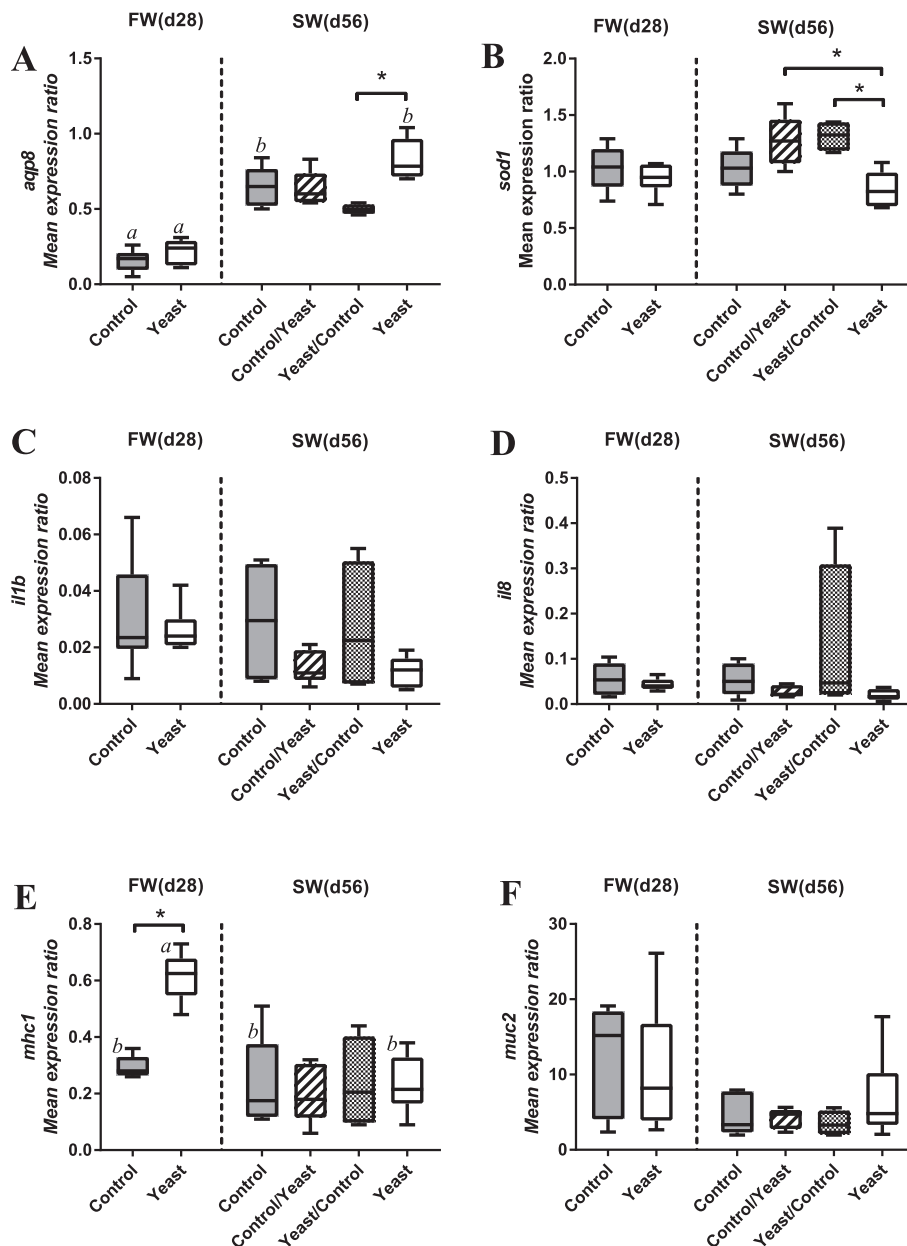 FW(d28) SW(d56)
A
1.5
1.0
0.5
0.0
aqp8
Mean expression ratio
a a b b
*
Control Yeast Control Control/Yeast Yeast/Control Yeast
FW(d28) SW(d56)
B
2.0
1.5
1.0
0.5
0.0
sod1
Mean expression ratio
*
*
Control Yeast Control Control/Yeast Yeast/Control Yeast
FW(d28) SW(d56)
C
0.08
0.06
0.04
0.02
0.00
il1b
Mean expression ratio
Control Yeast Control Control/Yeast Yeast/Control Yeast
FW(d28) SW(d56)
D
0.5
0.4
0.3
0.2
0.1
0.0
il8
Mean expression ratio
Control Yeast Control Control/Yeast Yeast/Control Yeast
FW(d28) SW(d56)
E
0.8
0.6
0.4
0.2
0.0
mhc1
Mean expression ratio
*
b a b b
Control Yeast Control Control/Yeast Yeast/Control Yeast
FW(d28) SW(d56)
F
30
20
10
0
muc2
Mean expression ratio
Control Yeast Control Control/Yeast Yeast/Control Yeast